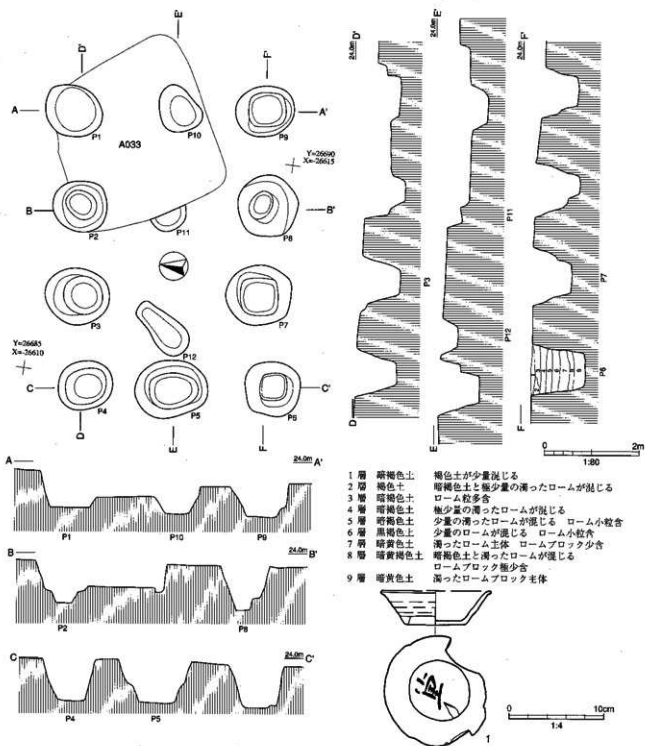 D' E' F'
A A'
P1 P10 P9
A033
Y=26690
X=-26615
B B'
P2 P11 P8
P3 P7
P12
Y=26685
X=-26610
C C'
P4 P5 P6
D E F
D' E' F'
24.0m 24.0m 24.0m
P3 P11 P7
P12 P6
D E F
0 2m
1:80
A 24.0m A'
P1 P10 P9
B 24.0m B'
P2 P8
C 24.0m C'
P4 P5
1層 暗褐色土 褐色土が少量混じる
2層 褐色土 暗褐色土と極少量の濁ったロームが混じる
3層 暗褐色土 ローム粒多含
4層 暗褐色土 極少量の濁ったロームが混じる
5層 暗褐色土 少量の濁ったロームが混じる ローム小粒含
6層 黒褐色土 少量のロームが混じる ローム小粒含
7層 暗黄色土 濁ったローム主体 ロームブロック少含
8層 暗黄褐色土 暗褐色土と濁ったロームが混じる
ロームブロック極少含
9層 暗黄色土 濁ったロームブロック主体
1
0 10cm
1:4